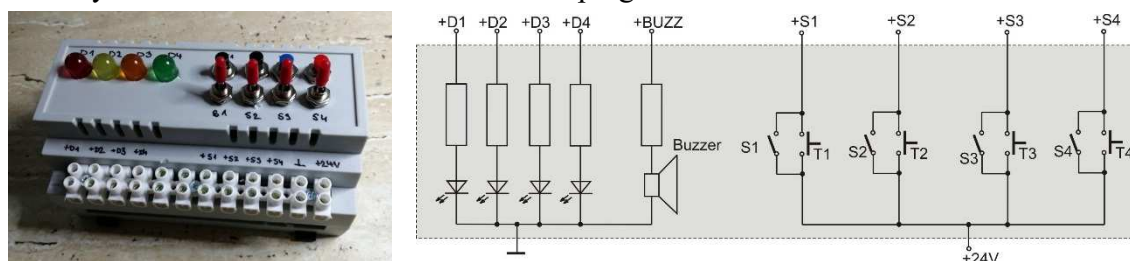 D1 D2 D3 D4
S1 S2 S3 S4
+D1 +D2 +D3 +D4 +S1 +S2 +S3 +S4 ⊥ +24V
+D1 +D2 +D3 +D4 +BUZZ +S1 +S2 +S3 +S4
Buzzer
S1 T1 S2 T2 S3 T3 S4 T4
+24V